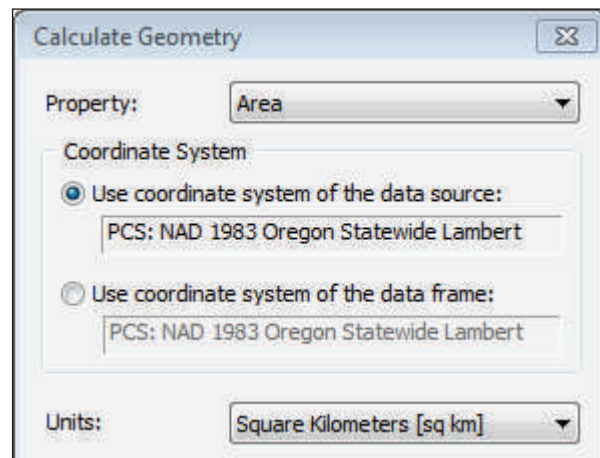 Calculate Geometry
Property: Area
Coordinate System
Use coordinate system of the data source:
PCS: NAD 1983 Oregon Statewide Lambert
Use coordinate system of the data frame:
PCS: NAD 1983 Oregon Statewide Lambert
Units: Square Kilometers [sq km]